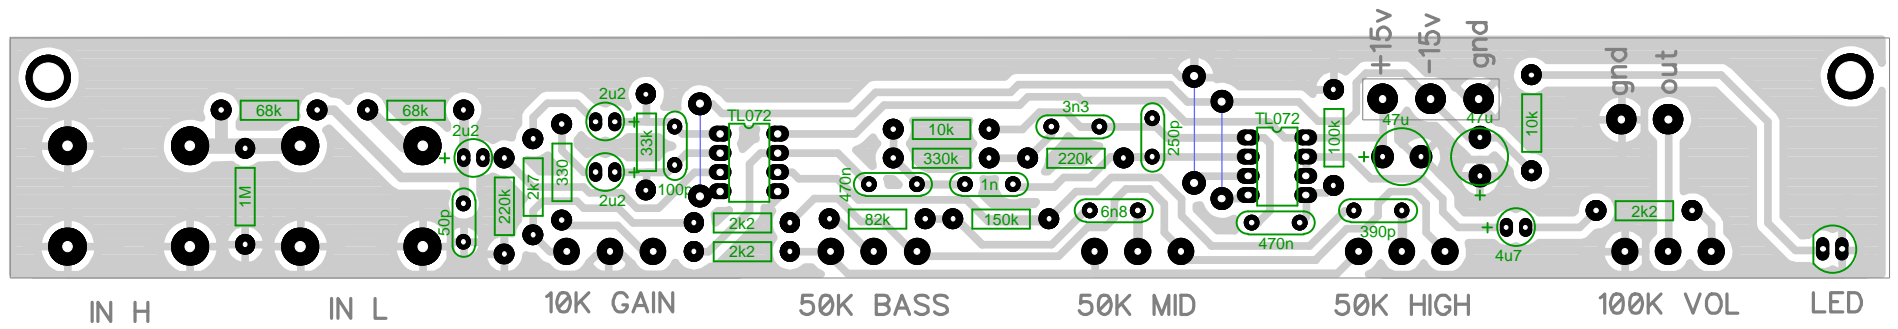 +15v
-15v
gnd
gnd
out
68k
68k
2u2
+
1M
50p
220k
2k7
330
2u2
+
+
2u2
33k
100p
TL072
2k2
2k2
470n
10k
330k
82k
1n
150k
3n3
220k
250p
6n8
TL072
470n
100k
390p
47u
+
47u
+
10k
+
4u7
2k2
IN H
IN L
10K GAIN
50K BASS
50K MID
50K HIGH
100K VOL
LED